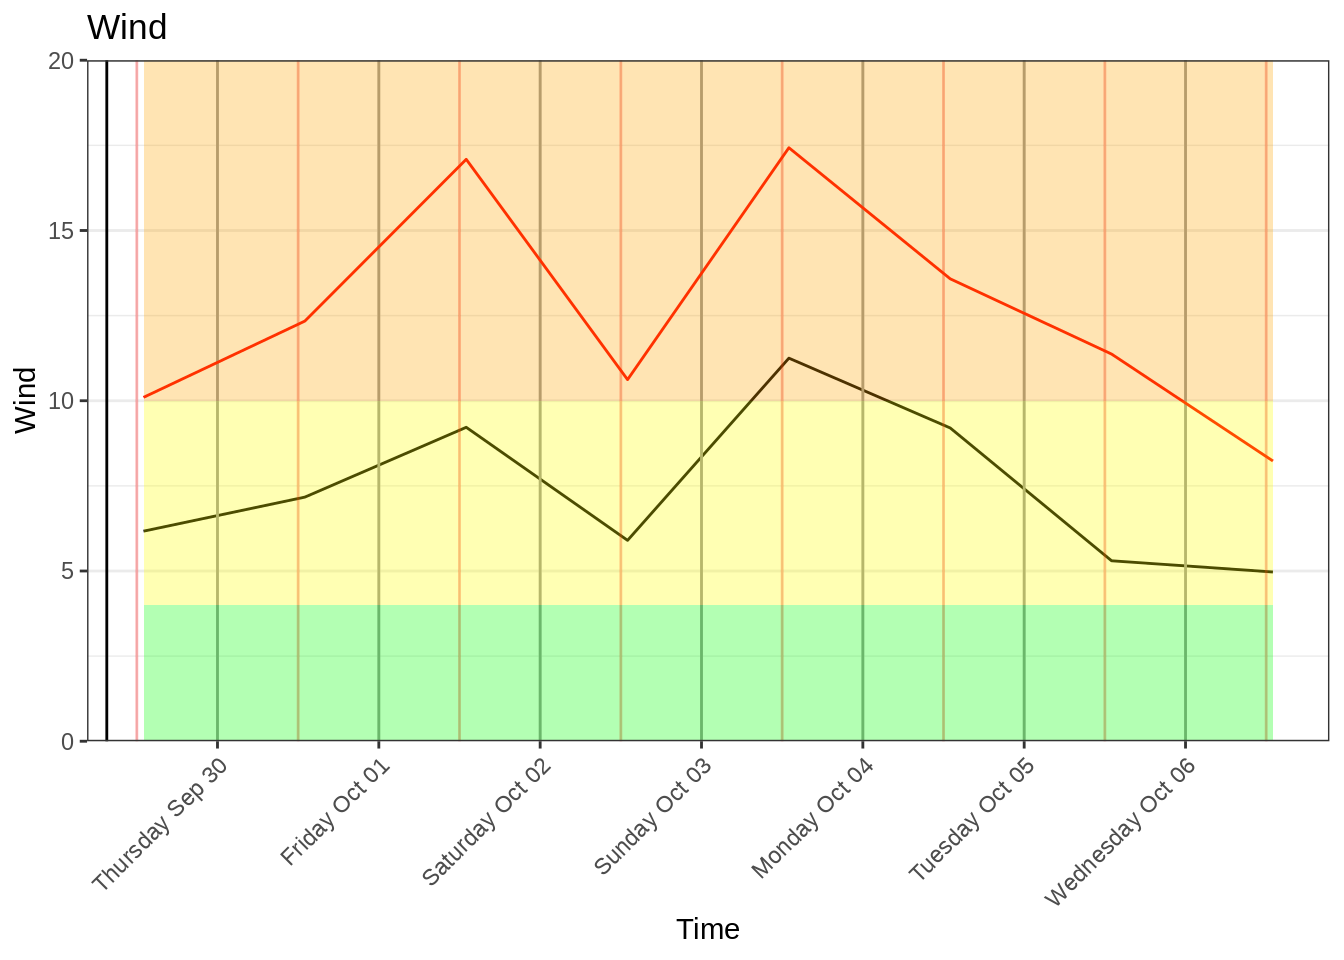 Wind
20
15
10
5
0
Wind
Thursday Sep 30
Friday Oct 01
Saturday Oct 02
Sunday Oct 03
Monday Oct 04
Tuesday Oct 05
Wednesday Oct 06
Time